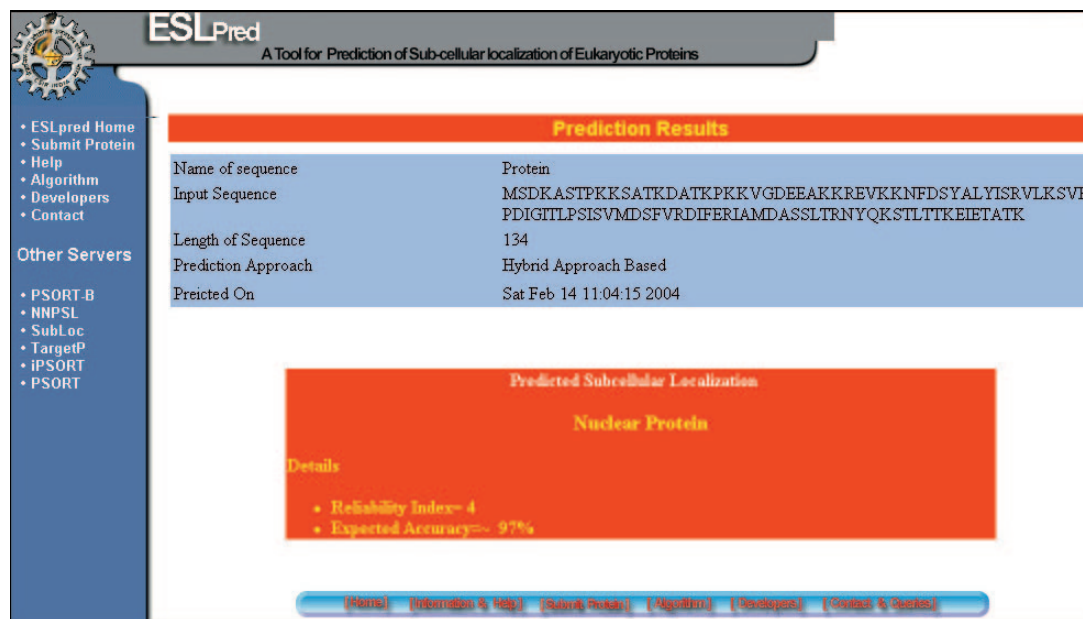 ESLPred
A Tool for Prediction of Sub-cellular localization of Eukaryotic Proteins
• ESLpred Home
• Submit Protein
• Help
• Algorithm
• Developers
• Contact
Other Servers
• PSORT-B
• NNPSL
• SubLoc
• TargetP
• iPSORT
• PSORT
Prediction Results
Name of sequence Protein
Input Sequence MSDKASTPKKSATKDATKPKKVGDEEAKKREVKKNFDSYALYISRVLKSVF
PDIGITLPSISVMDSFVRDIFERIAMDASSLTRNYQKSTLTTKEIETATK
Length of Sequence 134
Prediction Approach Hybrid Approach Based
Preicted On Sat Feb 14 11:04:15 2004
Predicted Subcellular Localization
Nuclear Protein
Details
• Reliability Index= 4
• Expected Accuracy=~ 97%
[Home] [Information & Help] [Submit Protein] [Algorithm] [Developers] [Contact & Queries]